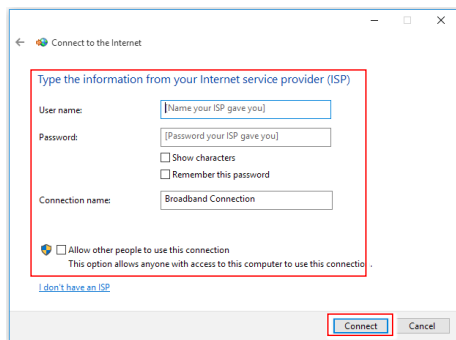 Connect to the Internet
Type the information from your Internet service provider (ISP)
User name:
[Name your ISP gave you]
Password:
[Password your ISP gave you]
Show characters
Remember this password
Connection name:
Broadband Connection
Allow other people to use this connection
This option allows anyone with access to this computer to use this connection.
I don't have an ISP
Connect
Cancel